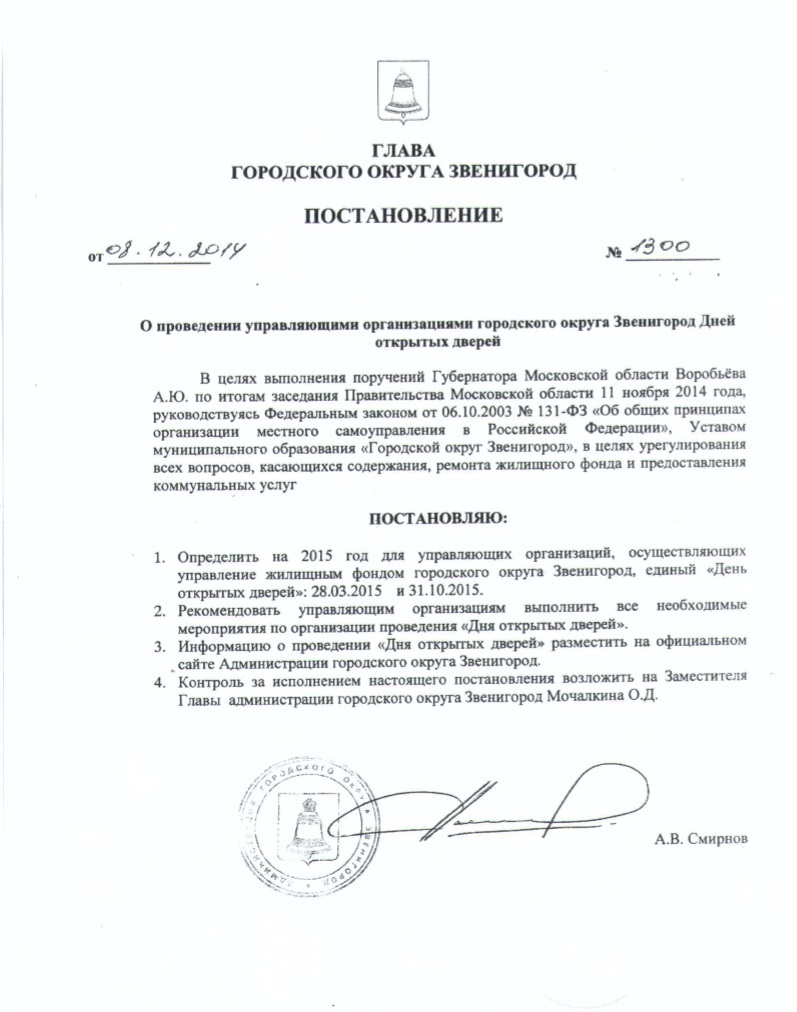 ГЛАВА
ГОРОДСКОГО ОКРУГА ЗВЕНИГОРОД
ПОСТАНОВЛЕНИЕ
от 08.12.2014 № 1300
О проведении управляющими организациями городского округа Звенигород Дней
открытых дверей
В целях выполнения поручений Губернатора Московской области Воробьёва
А.Ю. по итогам заседания Правительства Московской области 11 ноября 2014 года,
руководствуясь Федеральным законом от 06.10.2003 № 131-ФЗ «Об общих принципах
организации местного самоуправления в Российской Федерации», Уставом
муниципального образования «Городской округ Звенигород», в целях урегулирования
всех вопросов, касающихся содержания, ремонта жилищного фонда и предоставления
коммунальных услуг
ПОСТАНОВЛЯЮ:
1. Определить на 2015 год для управляющих организаций, осуществляющих
управление жилищным фондом городского округа Звенигород, единый «День
открытых дверей»: 28.03.2015 и 31.10.2015.
2. Рекомендовать управляющим организациям выполнить все необходимые
мероприятия по организации проведения «Дня открытых дверей».
3. Информацию о проведении «Дня открытых дверей» разместить на официальном
сайте Администрации городского округа Звенигород.
4. Контроль за исполнением настоящего постановления возложить на Заместителя
Главы администрации городского округа Звенигород Мочалкина О.Д.
АДМИНИСТРАЦИЯ ГОРОДСКОГО ОКРУГА ЗВЕНИГОРОД
А.В. Смирнов